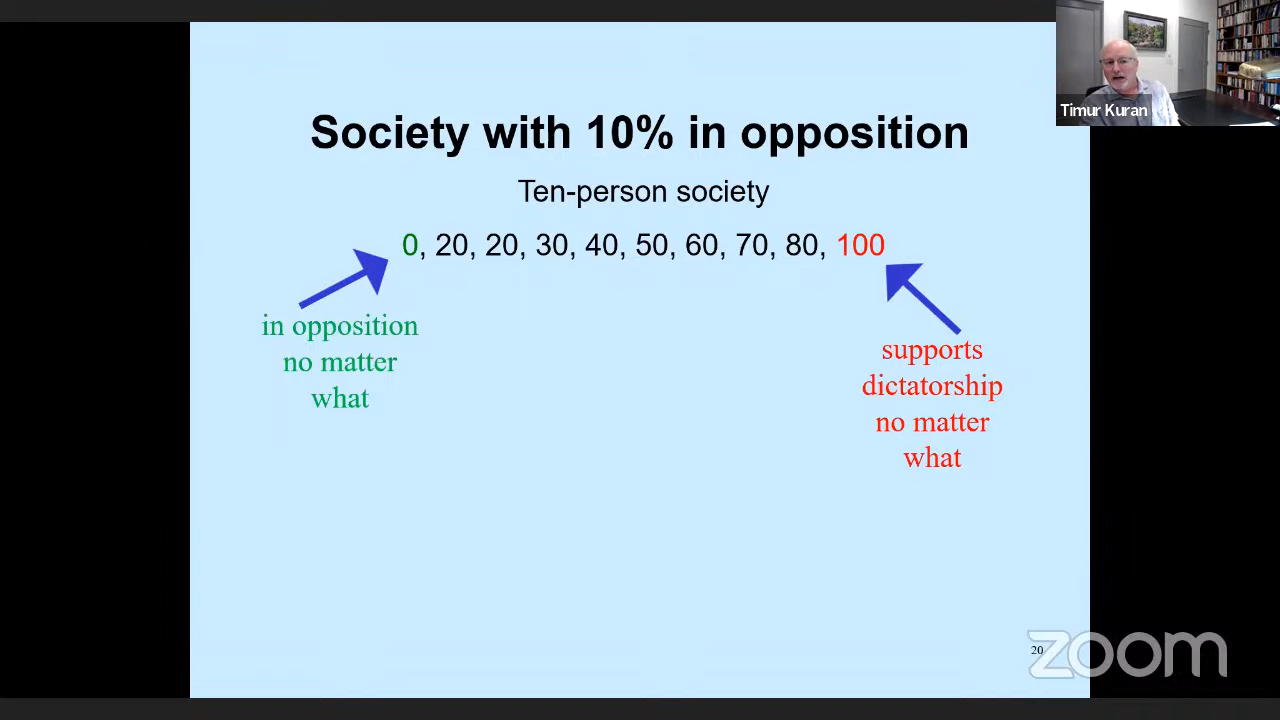 Society with 10% in opposition
Ten-person society
0, 20, 20, 30, 40, 50, 60, 70, 80, 100
in opposition
no matter
what
supports
dictatorship
no matter
what
Timur Kuran
20
zoom